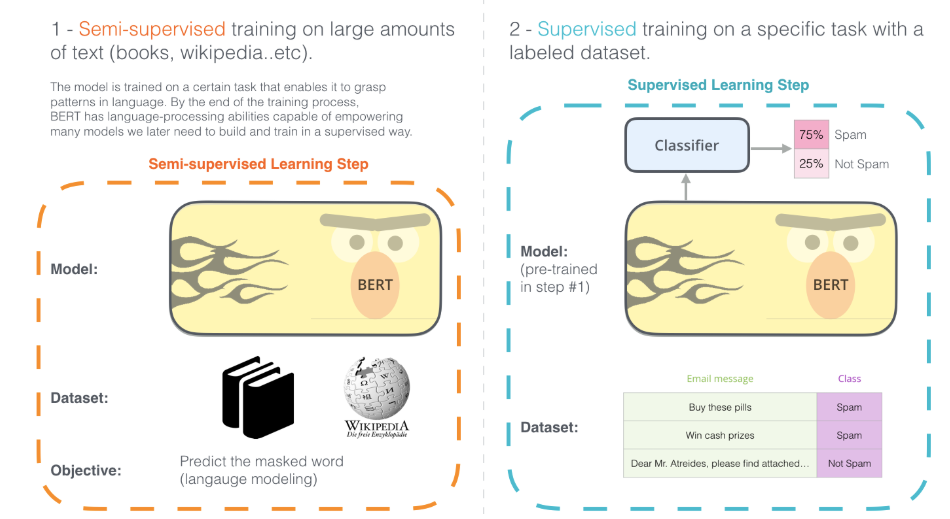 1 - Semi-supervised training on large amounts
of text (books, wikipedia..etc).
The model is trained on a certain task that enables it to grasp
patterns in language. By the end of the training process,
BERT has language-processing abilities capable of empowering
many models we later need to build and train in a supervised way.
Semi-supervised Learning Step
Model:
BERT
Dataset:
WIKIPEDIA
Die freie Enzyklopädie
Objective:
Predict the masked word
(langauge modeling)
2 - Supervised training on a specific task with a
labeled dataset.
Supervised Learning Step
Classifier
75% Spam
25% Not Spam
Model:
(pre-trained
in step #1)
BERT
Dataset:
Email message Class
Buy these pills Spam
Win cash prizes Spam
Dear Mr. Atreides, please find attached... Not Spam